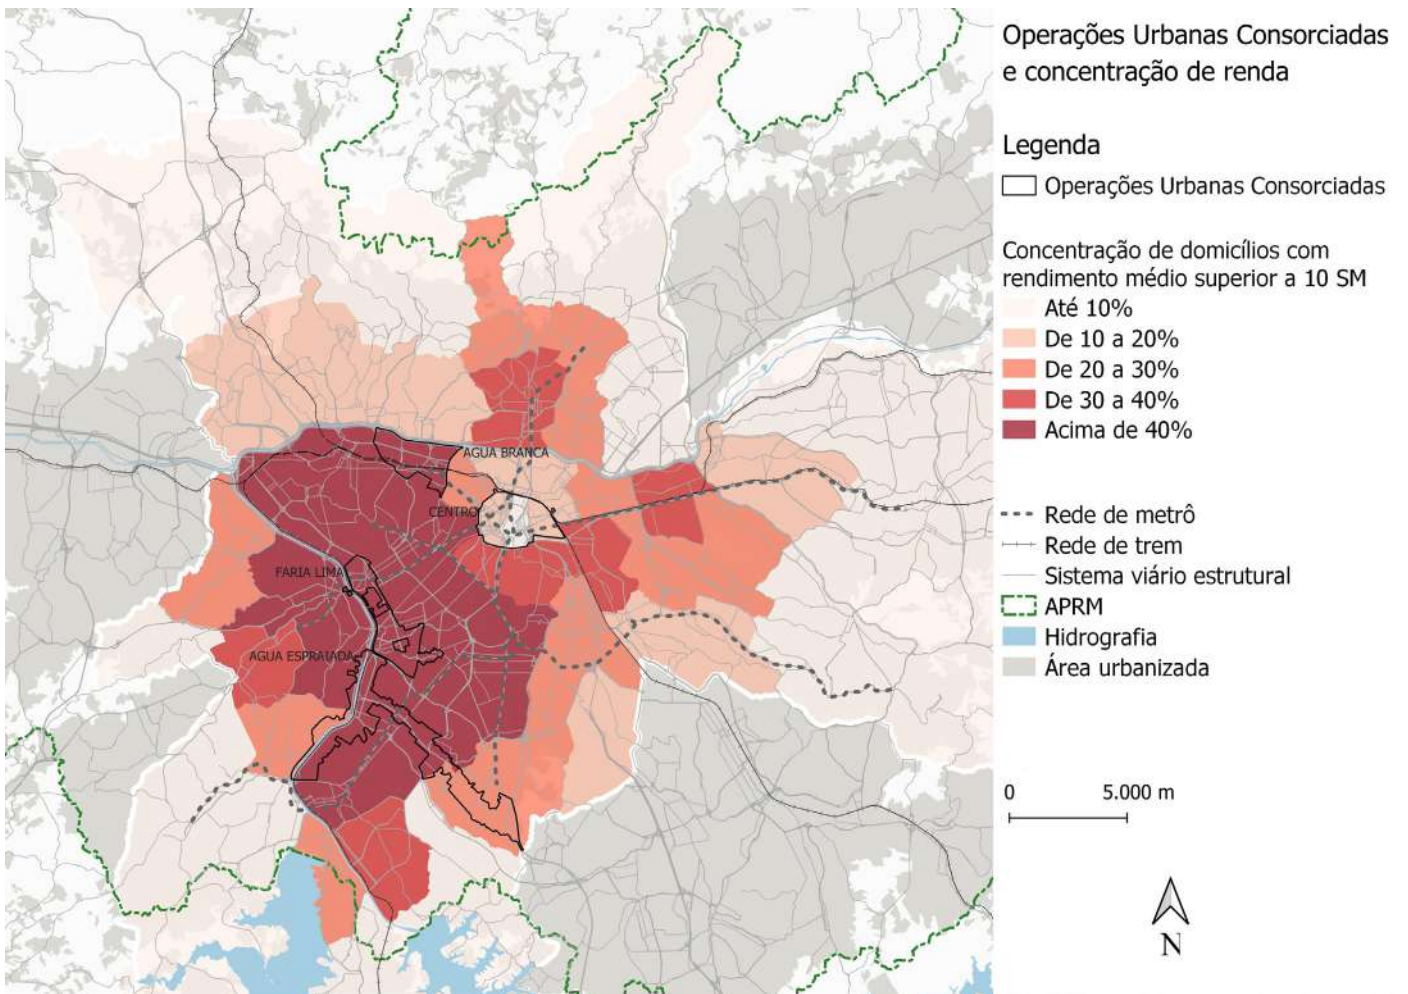 Operações Urbanas Consorciadas
e concentração de renda
Legenda
Operações Urbanas Consorciadas
Concentração de domicílios com
rendimento médio superior a 10 SM
Até 10%
De 10 a 20%
De 20 a 30%
De 30 a 40%
Acima de 40%
Rede de metrô
Rede de trem
Sistema viário estrutural
APRM
Hidrografia
Área urbanizada
0 5.000 m
N
AGUA BRANCA
CENTRO
FARIA LIMA
AGUA ESPRAIADA